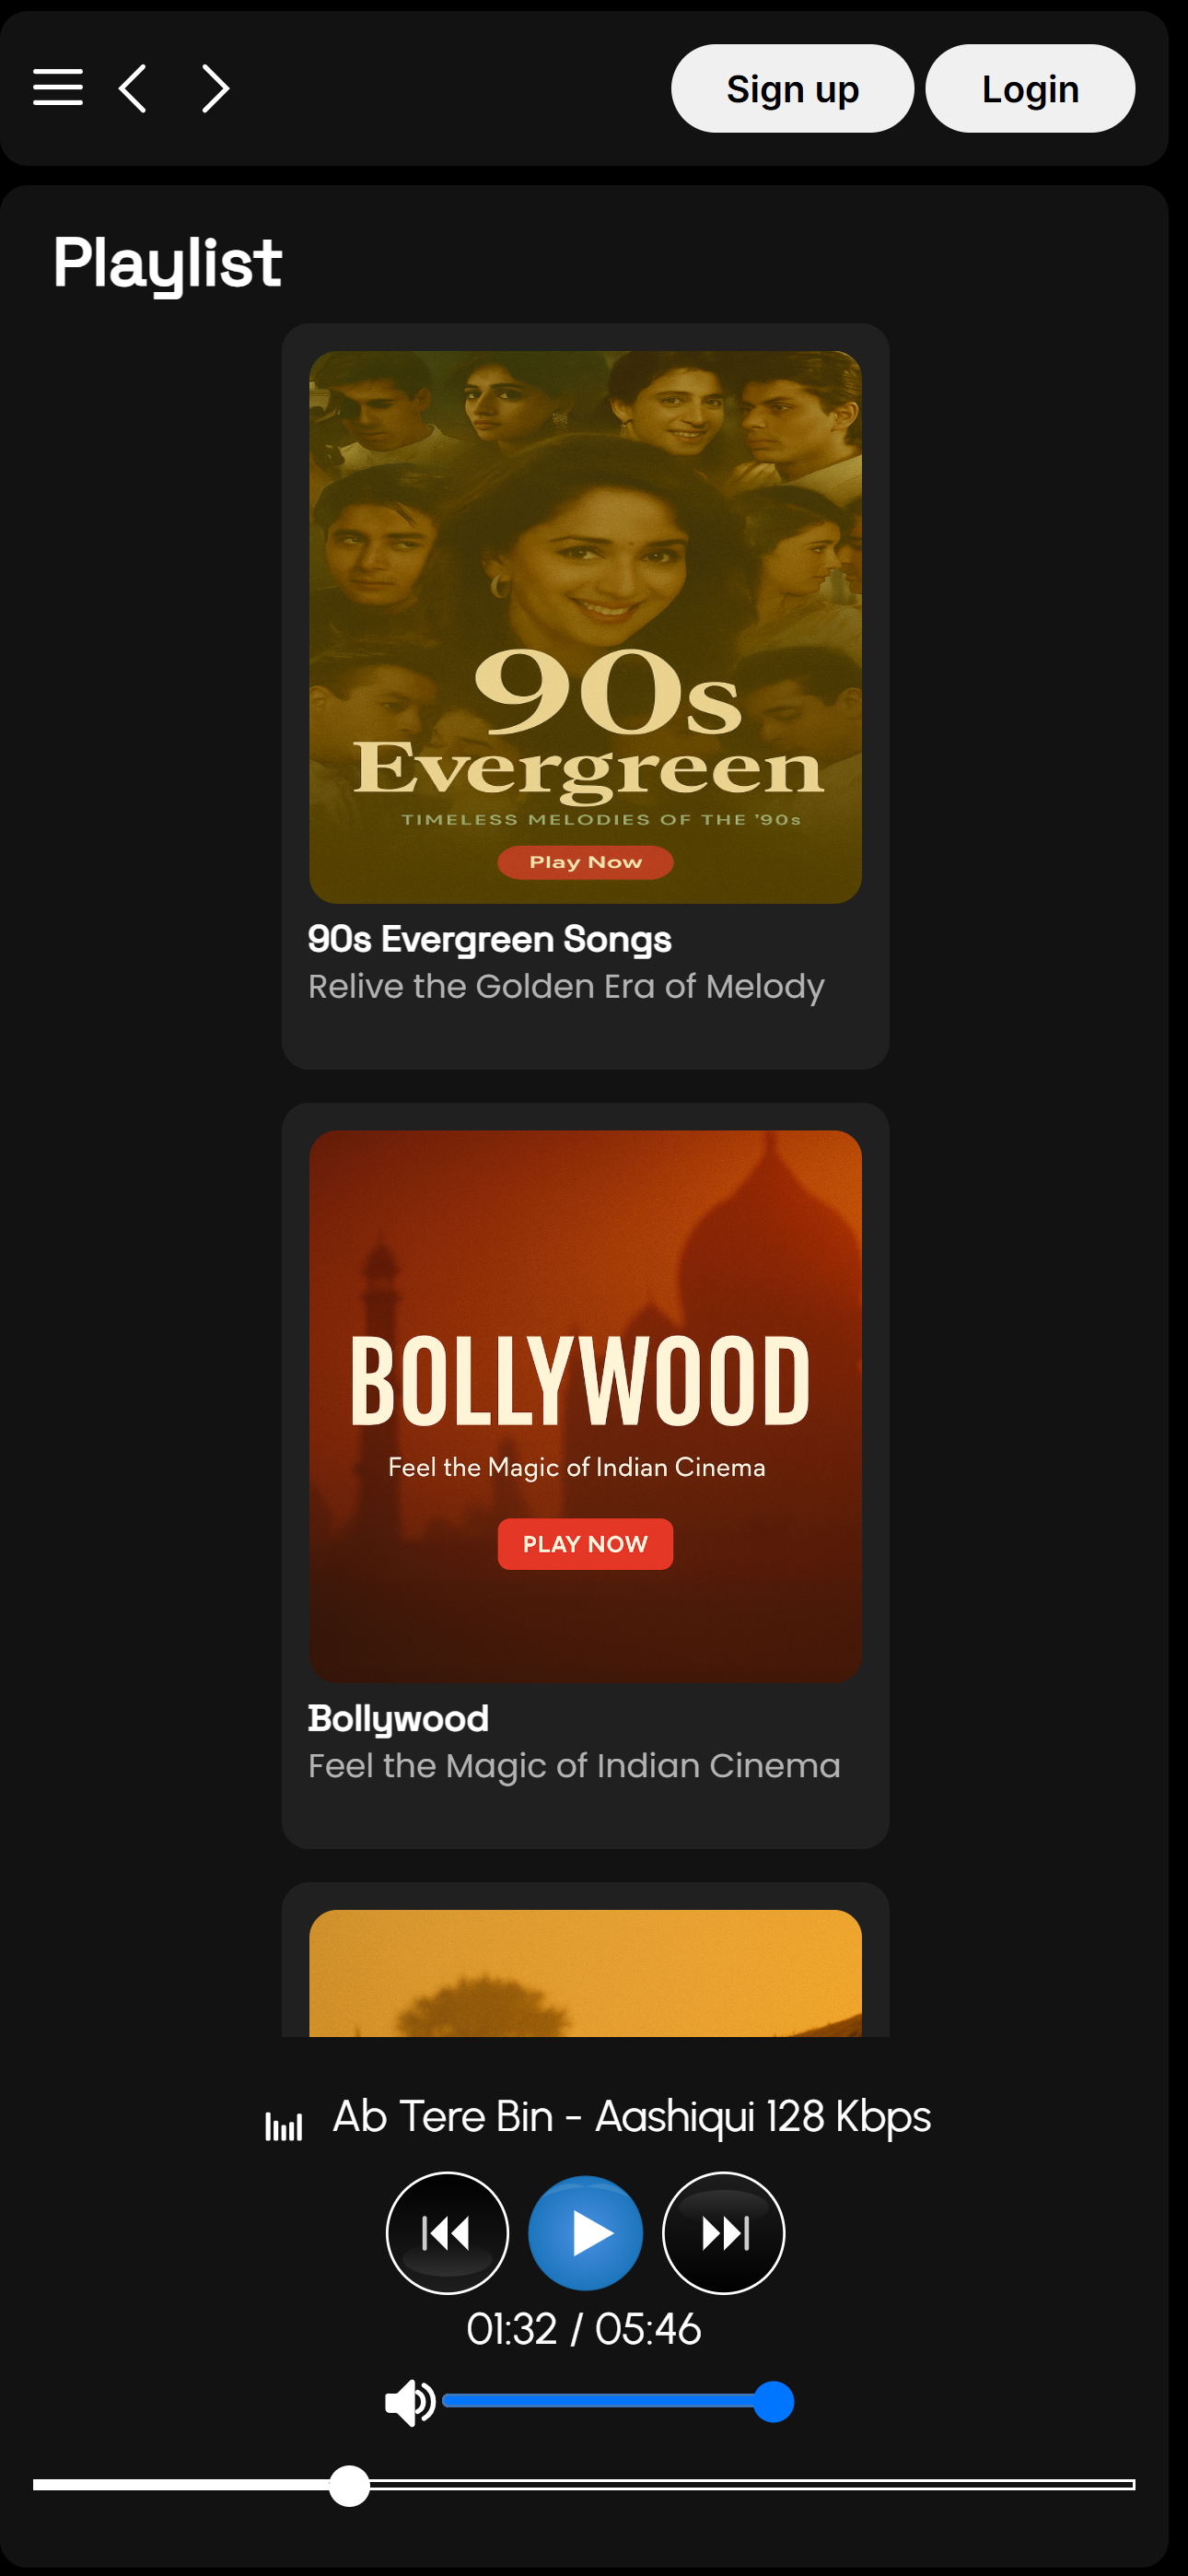 Sign up Login
Playlist
90s
Evergreen
TIMELESS MELODIES OF THE '90s
Play Now
90s Evergreen Songs
Relive the Golden Era of Melody
BOLLYWOOD
Feel the Magic of Indian Cinema
PLAY NOW
Bollywood
Feel the Magic of Indian Cinema
Ab Tere Bin - Aashiqui 128 Kbps
01:32 / 05:46